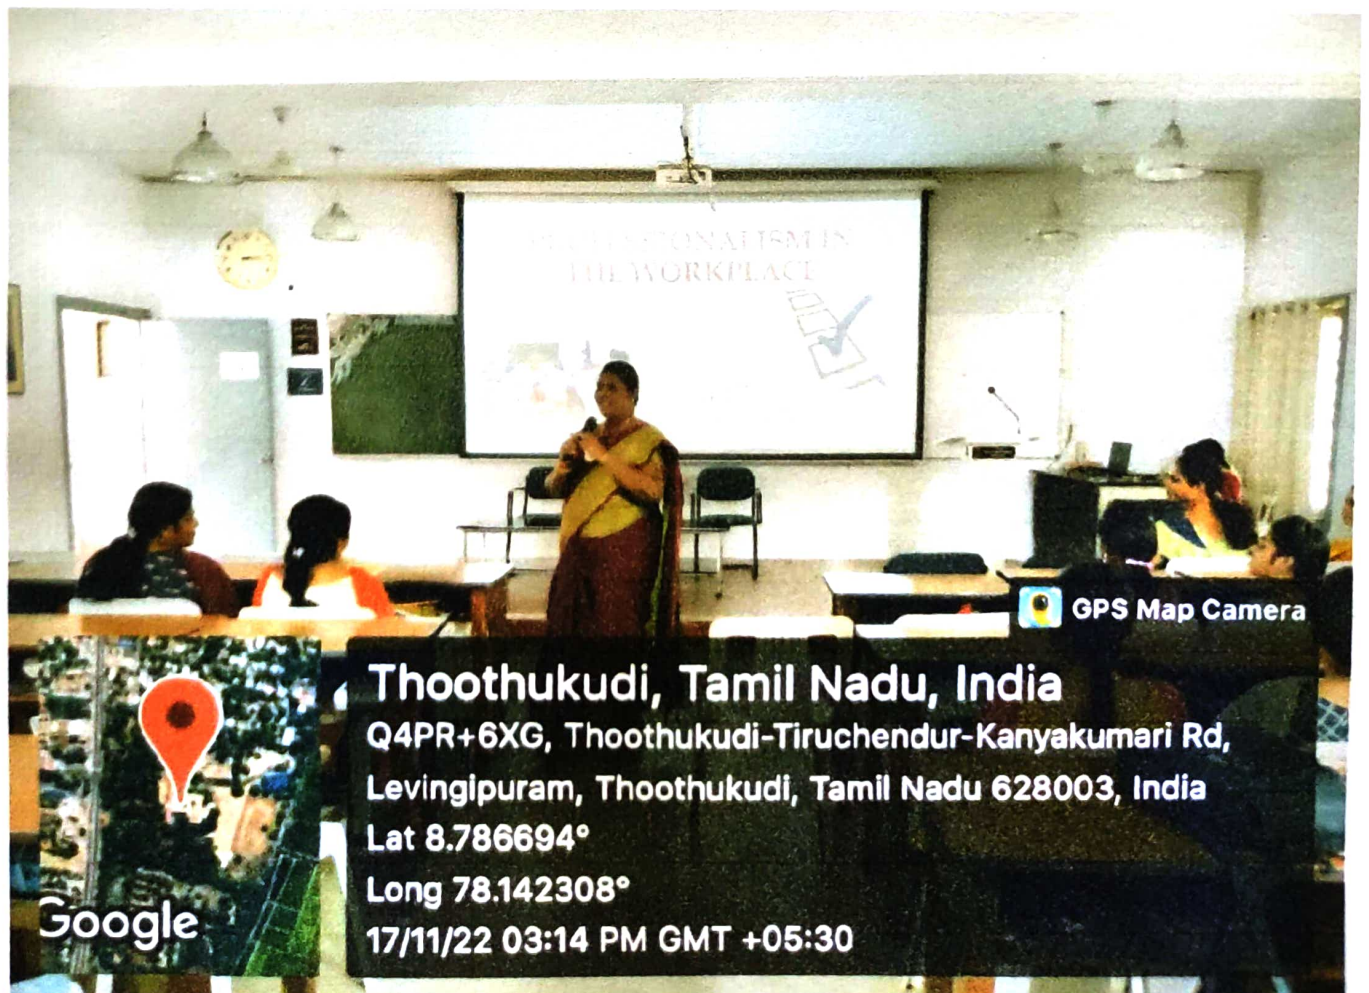 PROFESSIONALISM IN
THE WORKPLACE
GPS Map Camera
Thoothukudi, Tamil Nadu, India
Q4PR+6XG, Thoothukudi-Tiruchendur-Kanyakumari Rd,
Levingipuram, Thoothukudi, Tamil Nadu 628003, India
Lat 8.786694°
Long 78.142308°
17/11/22 03:14 PM GMT +05:30
Google